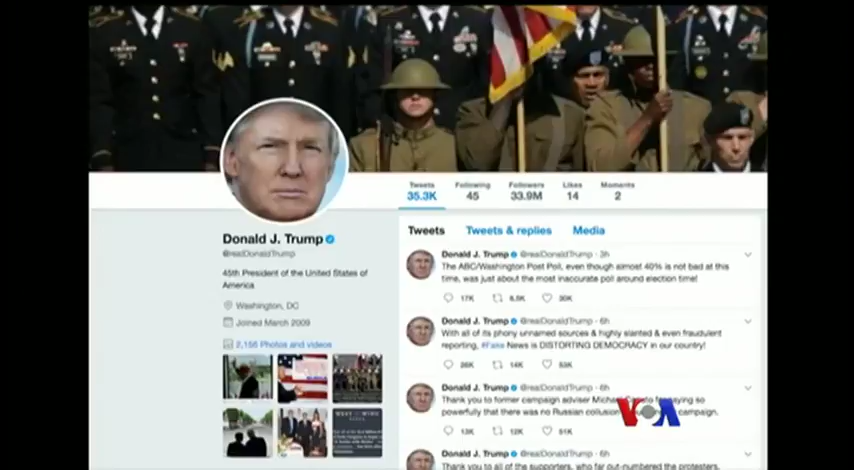 Tweets Following Followers Likes Moments
35.3K 45 33.9M 14 2
Donald J. Trump
@realDonaldTrump
45th President of the United States of
America
Washington, DC
Joined March 2009
2,156 Photos and videos
Tweets Tweets & replies Media
Donald J. Trump @realDonaldTrump · 3h
The ABC/Washington Post Poll, even though almost 40% is not bad at this
time, was just about the most inaccurate poll around election time!
17K 8.5K 30K
Donald J. Trump @realDonaldTrump · 6h
With all of its phony unnamed sources & highly slanted & even fraudulent
reporting, #Fake News is DISTORTING DEMOCRACY in our country!
26K 14K 53K
Donald J. Trump @realDonaldTrump · 6h
Thank you to former campaign adviser Michael saying so
powerfully that there was no Russian collusion campaign.
13K 12K 51K
Donald J. Trump @realDonaldTrump · 6h
Thank you to all of the supporters, who far out-numbered the protesters,
VOA